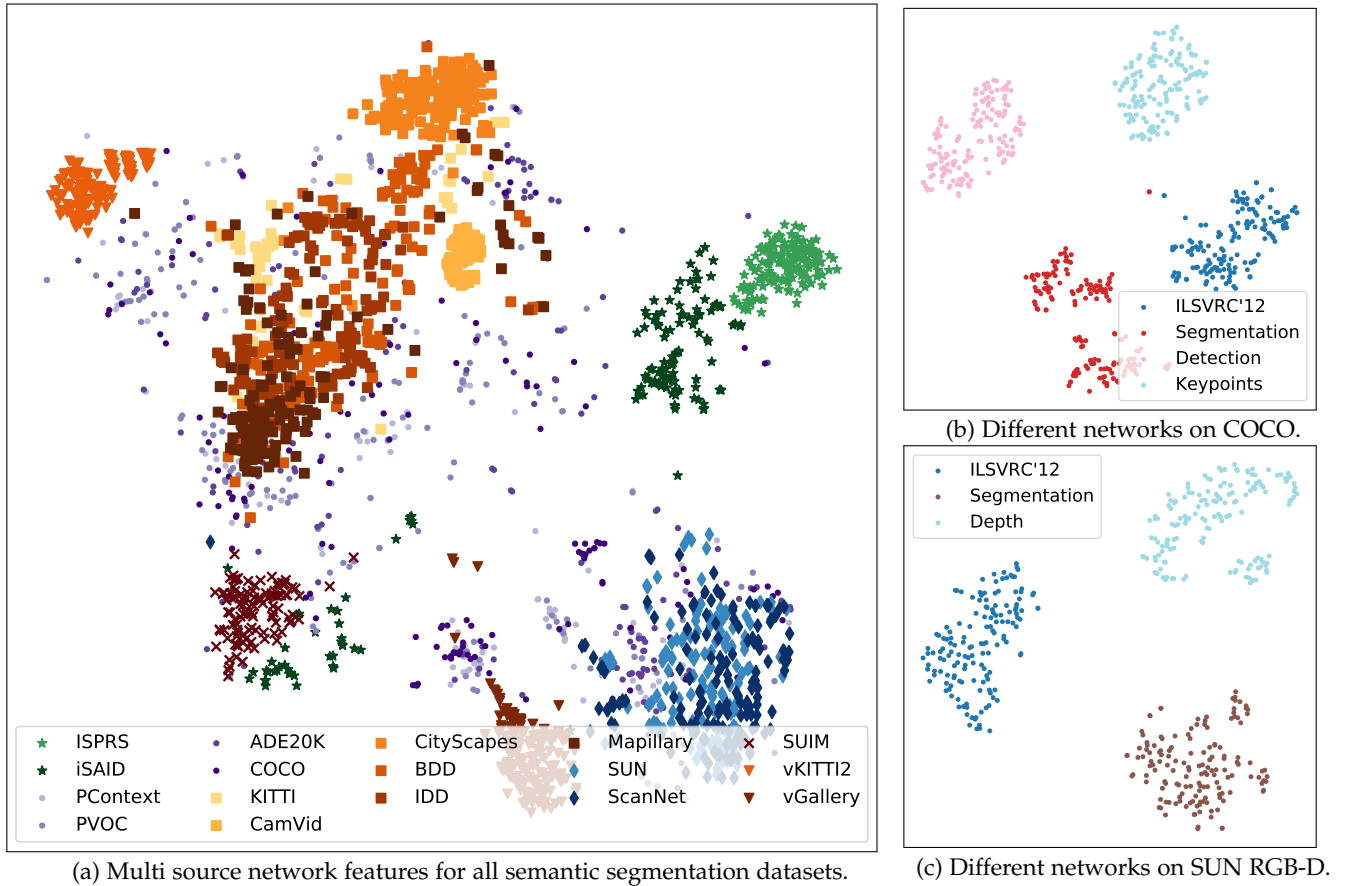 ISPRS
iSAID
PContext
PVOC
ADE20K
COCO
KITTI
CamVid
CityScapes
BDD
IDD
Mapillary
SUN
ScanNet
SUIM
vKITTI2
vGallery
(a) Multi source network features for all semantic segmentation datasets.
ILSVRC'12
Segmentation
Detection
Keypoints
(b) Different networks on COCO.
ILSVRC'12
Segmentation
Depth
(c) Different networks on SUN RGB-D.